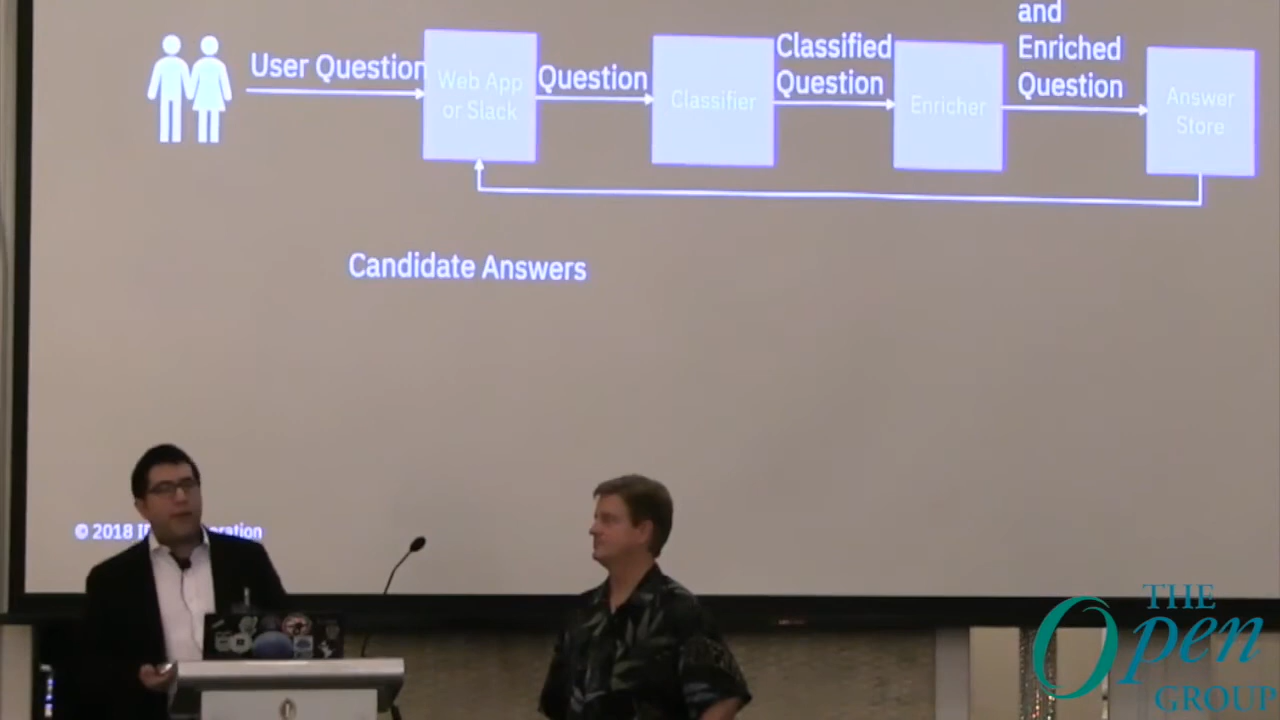 and
Enriched
Question
User Question
Web App
or Slack
Question
Classifier
Classified
Question
Enricher
Answer
Store
Candidate Answers
© 2018
THE
Open
GROUP